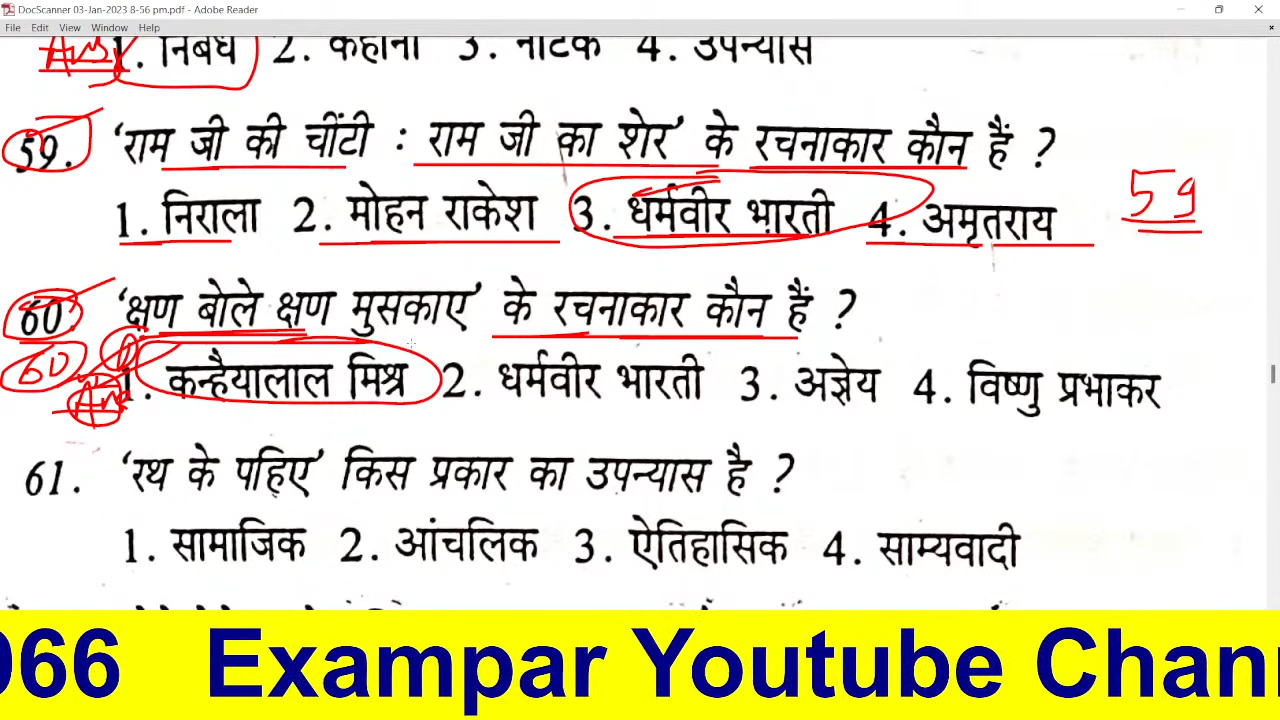 DocScanner 03-Jan-2023 8-56 pm.pdf - Adobe Reader
File Edit View Window Help
Ans 1. निबंध 2. कहानी 3. नाटक 4. उपन्यास
59. ‘राम जी की चींटी : राम जी का शेर’ के रचनाकार कौन हैं ?
1. निराला 2. मोहन राकेश 3. धर्मवीर भारती 4. अमृतराय 59
60 ‘क्षण बोले क्षण मुसकाए’ के रचनाकार कौन हैं ?
60 Ans 1. कन्हैयालाल मिश्र 2. धर्मवीर भारती 3. अज्ञेय 4. विष्णु प्रभाकर
61. ‘रथ के पहिए’ किस प्रकार का उपन्यास है ?
1. सामाजिक 2. आंचलिक 3. ऐतिहासिक 4. साम्यवादी
066 Exampar Youtube Chan